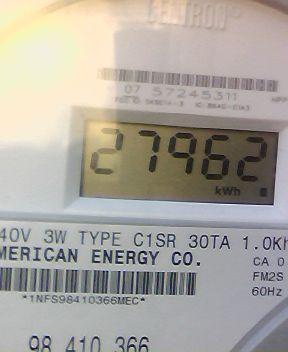 CENTRON®
07 57245311
27962
kWh
40V 3W TYPE C1SR 30TA 1.0Kh
MERICAN ENERGY CO.
CA 0
FM2S
60Hz
*1NFS98410366MEC*
98 410 366